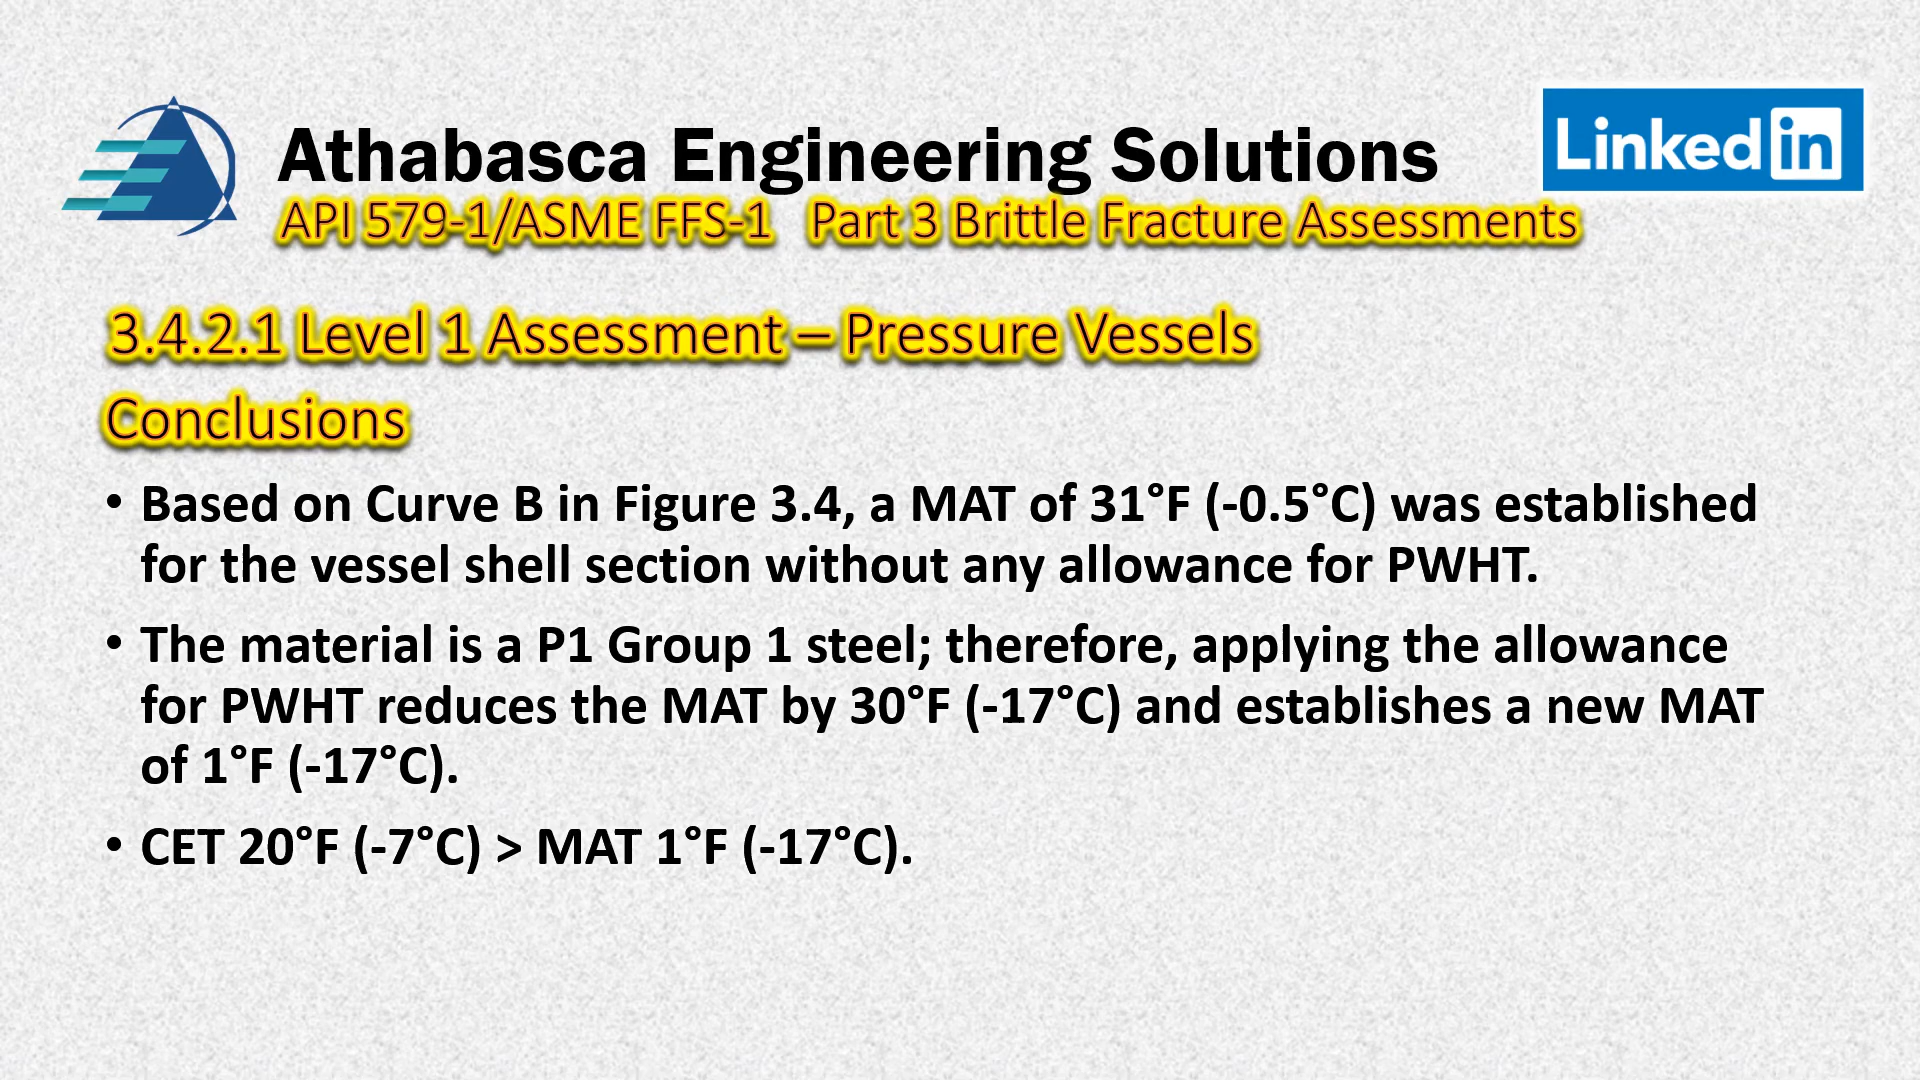 Athabasca Engineering Solutions
Linked in
API 579-1/ASME FFS-1 Part 3 Brittle Fracture Assessments
3.4.2.1 Level 1 Assessment – Pressure Vessels
Conclusions
• Based on Curve B in Figure 3.4, a MAT of 31°F (-0.5°C) was established
for the vessel shell section without any allowance for PWHT.
• The material is a P1 Group 1 steel; therefore, applying the allowance
for PWHT reduces the MAT by 30°F (-17°C) and establishes a new MAT
of 1°F (-17°C).
• CET 20°F (-7°C) > MAT 1°F (-17°C).